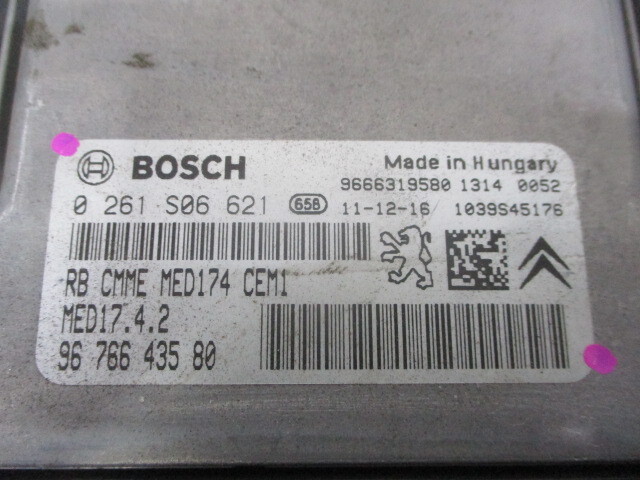 BOSCH
Made in Hungary
9666319580 1314 0052
0 261 S06 621 658 11-12-16 1039S45176
RB CMME MED174 CEM1
MED17.4.2
96 766 435 80